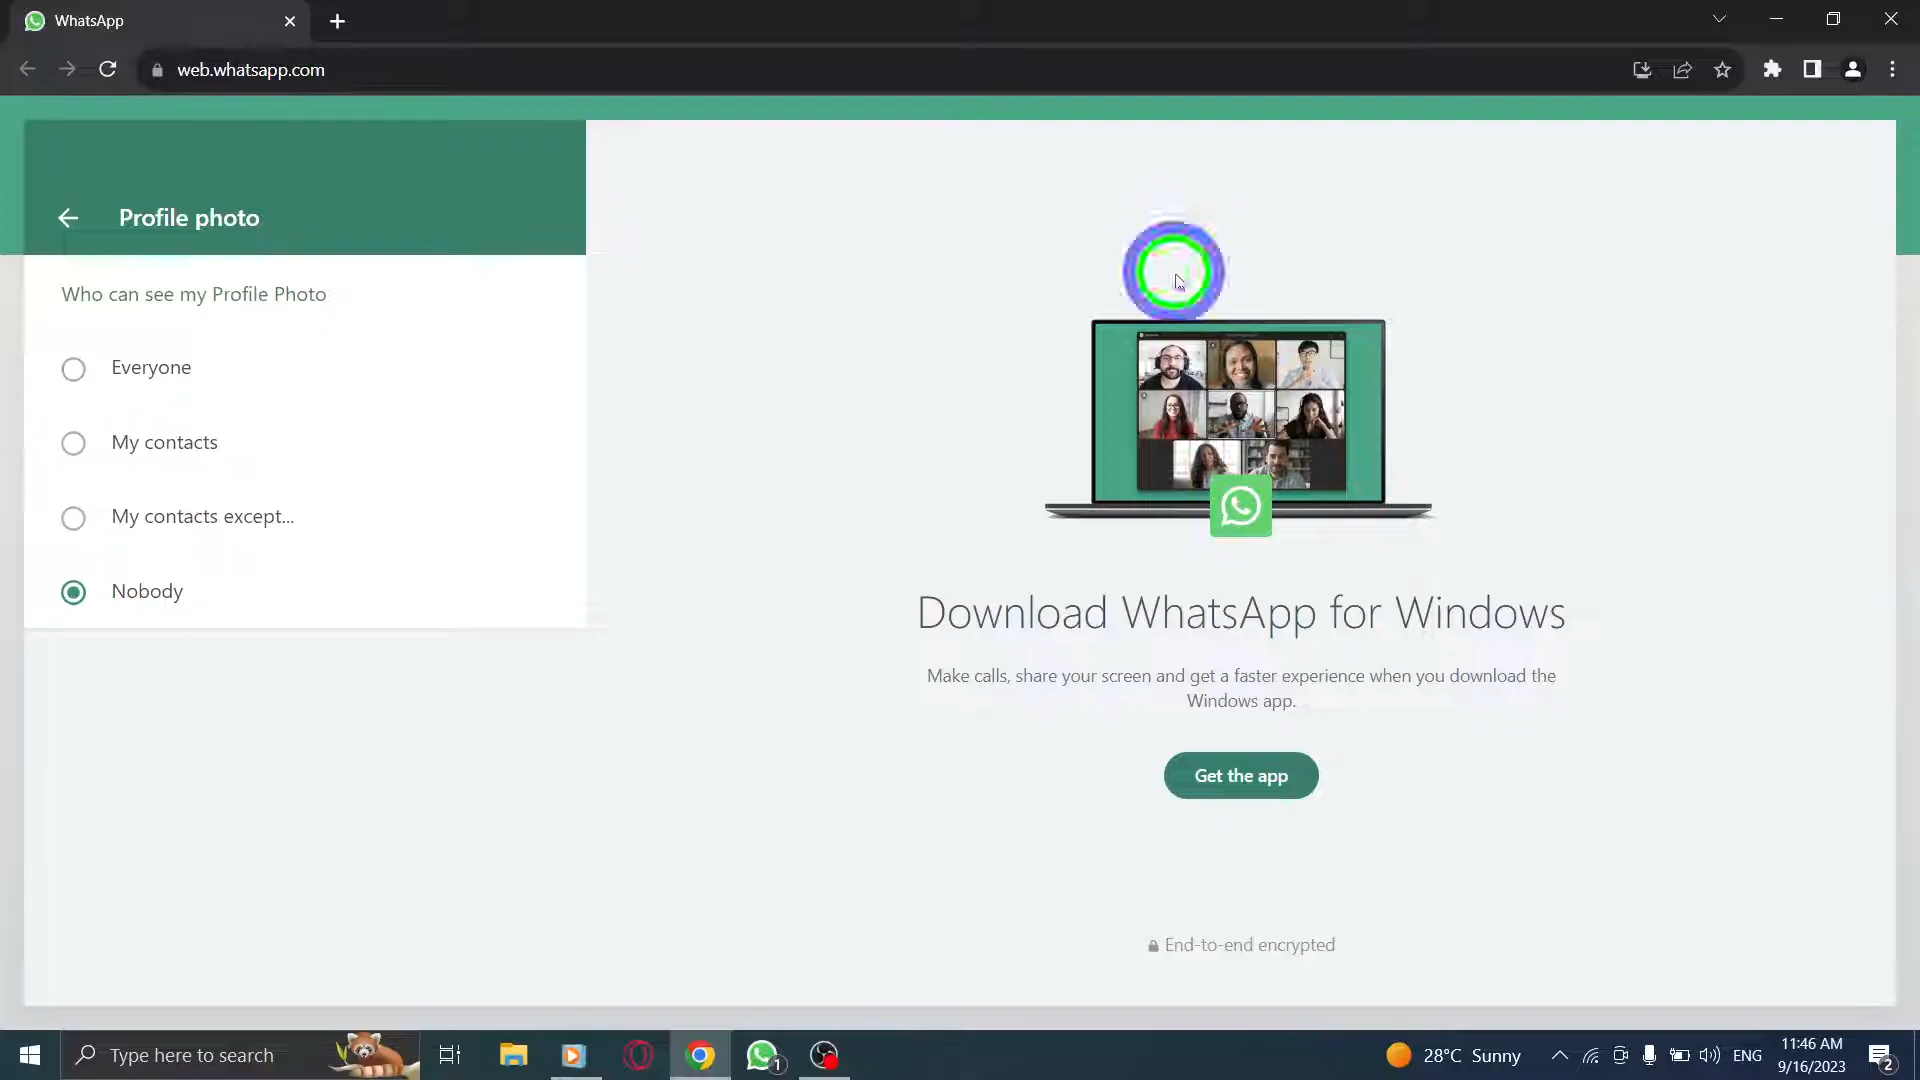 WhatsApp
web.whatsapp.com
Profile photo
Who can see my Profile Photo
Everyone
My contacts
My contacts except...
Nobody
Download WhatsApp for Windows
Make calls, share your screen and get a faster experience when you download the
Windows app.
Get the app
End-to-end encrypted
Type here to search
1
28°C Sunny
ENG
11:46 AM
9/16/2023
2